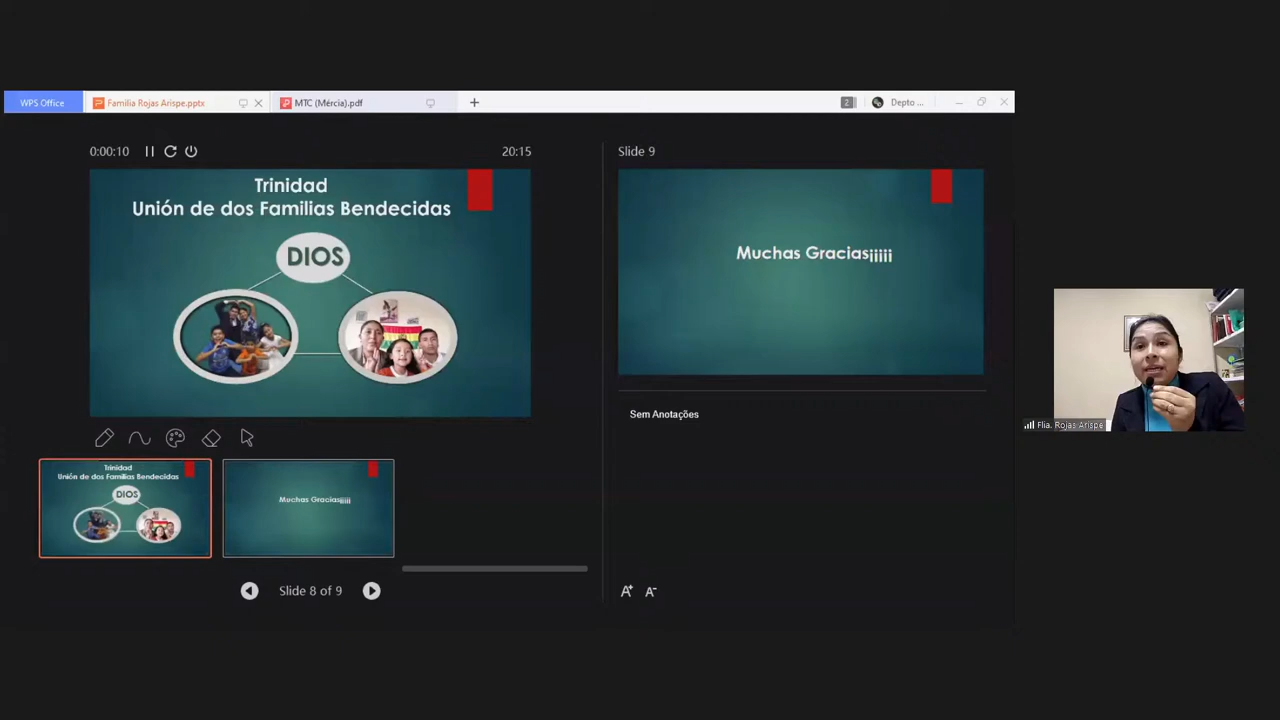 WPS Office
Familia Rojas Arispe.pptx
MTC (Mércia).pdf
2
Depto ...
0:00:10
20:15
Slide 9
Trinidad
Unión de dos Familias Bendecidas
DIOS
Muchas Gracias¡¡¡¡¡
Sem Anotações
Flia. Rojas Arispe
Trinidad
Unión de dos Familias Bendecidas
DIOS
Muchas Gracias¡¡¡¡¡
Slide 8 of 9
A+ A-